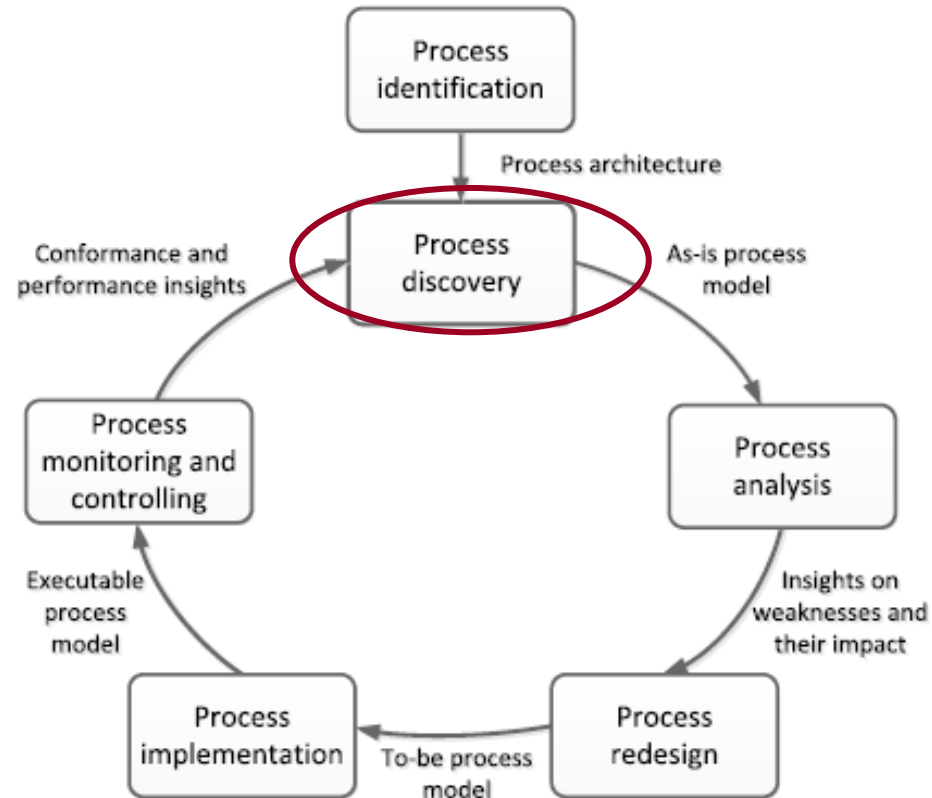 Process
identification
Process architecture
Process
discovery
Conformance and
performance insights
As-is process
model
Process
monitoring and
controlling
Process
analysis
Executable
process
model
Insights on
weaknesses and
their impact
Process
implementation
Process
redesign
To-be process
model